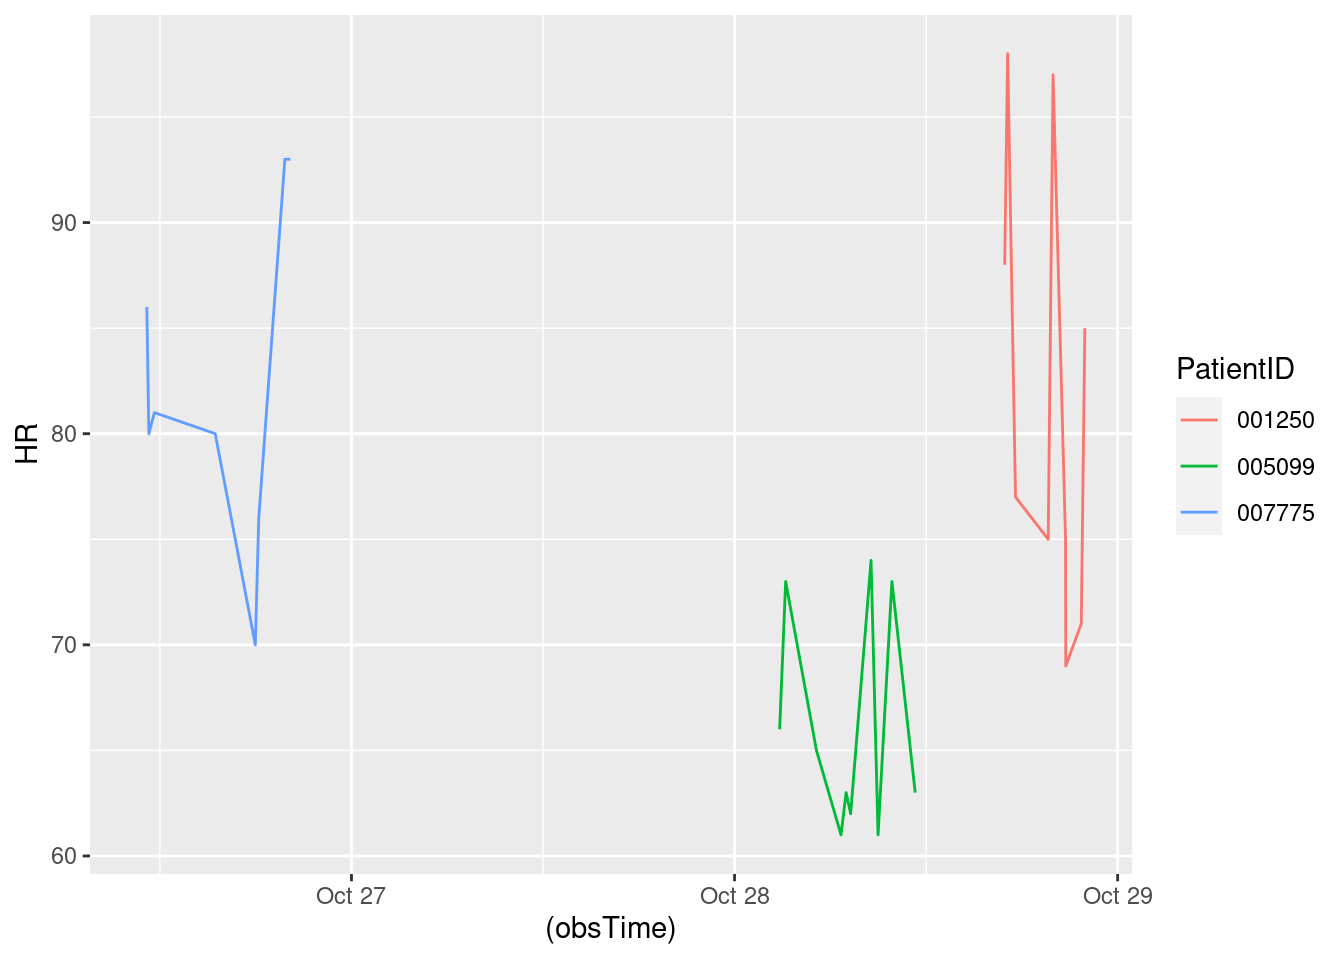 90
80
70
60
HR
Oct 27
Oct 28
Oct 29
(obsTime)
PatientID
001250
005099
007775